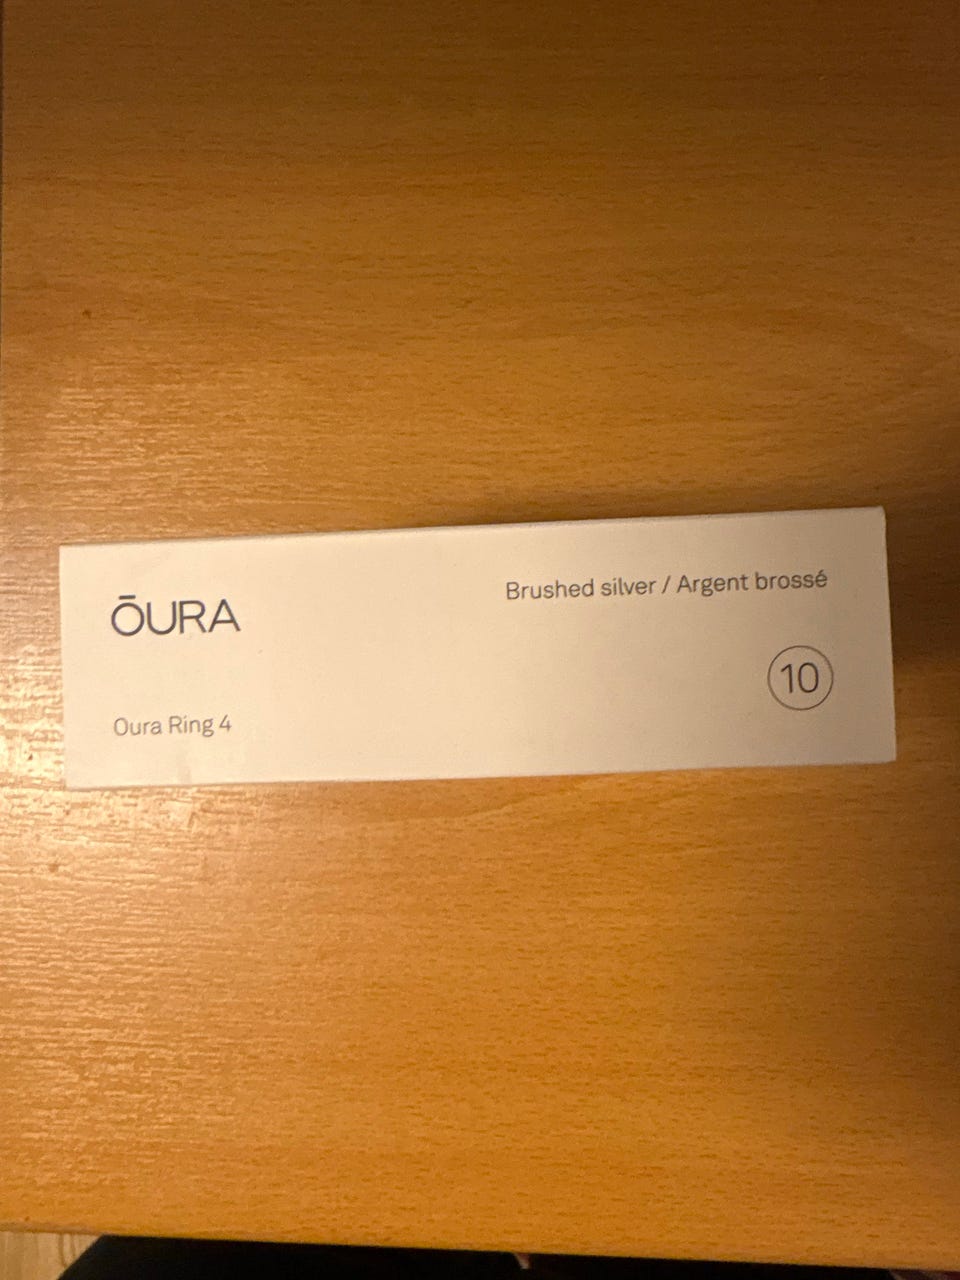 ŌURA
Brushed silver / Argent brossé
10
Oura Ring 4